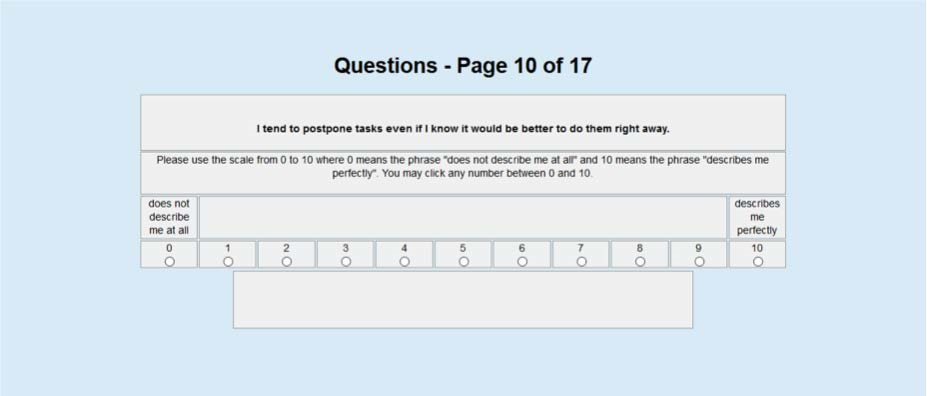 Questions - Page 10 of 17
I tend to postpone tasks even if I know it would be better to do them right away.
Please use the scale from 0 to 10 where 0 means the phrase "does not describe me at all" and 10 means the phrase "describes me
perfectly". You may click any number between 0 and 10.
does not
describe
me at all
describes
me
perfectly
0 1 2 3 4 5 6 7 8 9 10